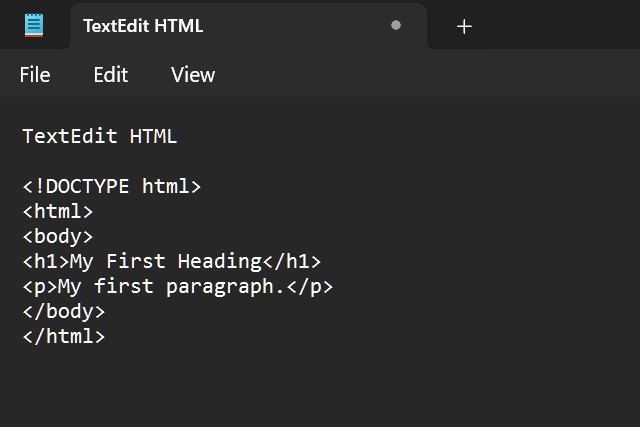 TextEdit HTML
File Edit View
TextEdit HTML
<!DOCTYPE html>
<html>
<body>
<h1>My First Heading</h1>
<p>My first paragraph.</p>
</body>
</html>